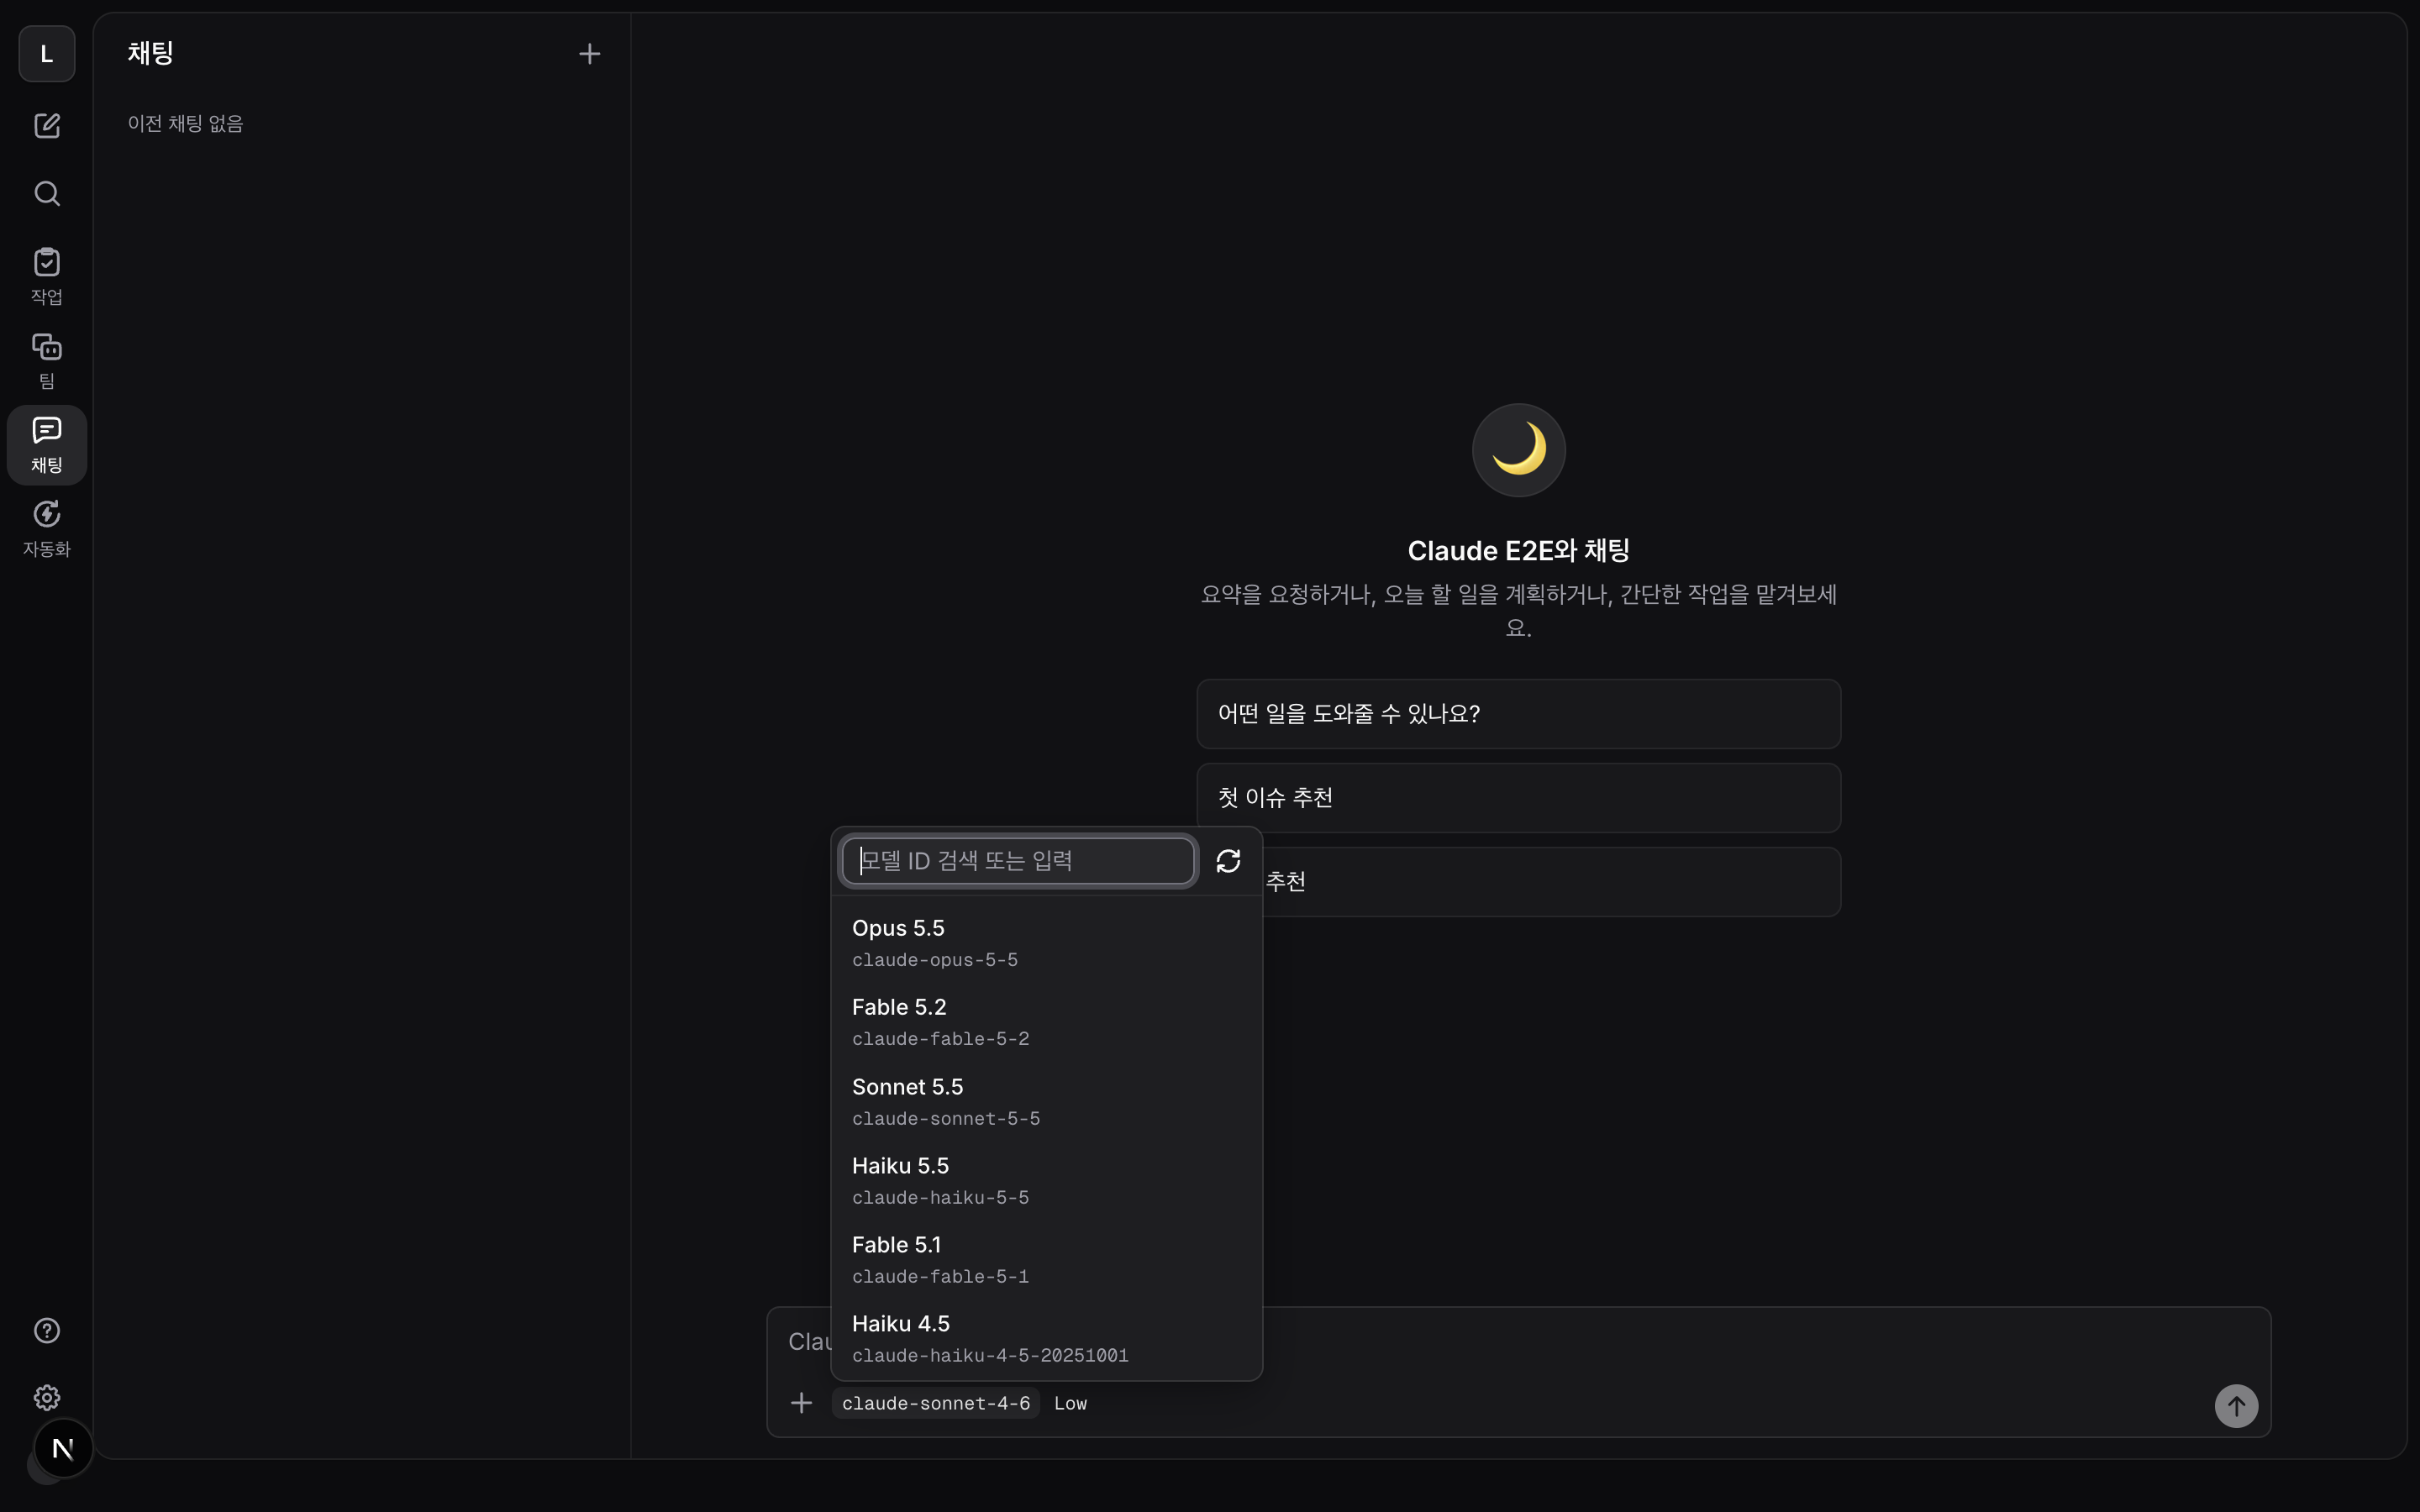 L
채팅
이전 채팅 없음
작업
팀
채팅
자동화
Claude E2E와 채팅
요약을 요청하거나, 오늘 할 일을 계획하거나, 간단한 작업을 맡겨보세
요.
어떤 일을 도와줄 수 있나요?
첫 이슈 추천
추천
모델 ID 검색 또는 입력
Opus 5.5
claude-opus-5-5
Fable 5.2
claude-fable-5-2
Sonnet 5.5
claude-sonnet-5-5
Haiku 5.5
claude-haiku-5-5
Fable 5.1
claude-fable-5-1
Haiku 4.5
claude-haiku-4-5-20251001
claude-sonnet-4-6 Low
N